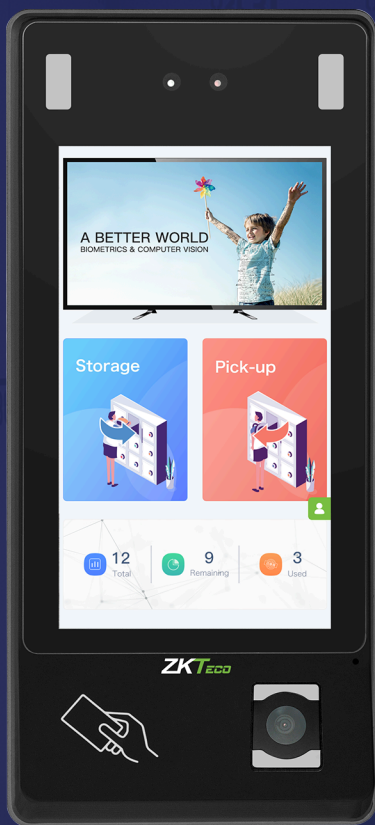 A BETTER WORLD
BIOMETRICS & COMPUTER VISION
Storage
Pick-up
12
Total
9
Remaining
3
Used
ZKTECO